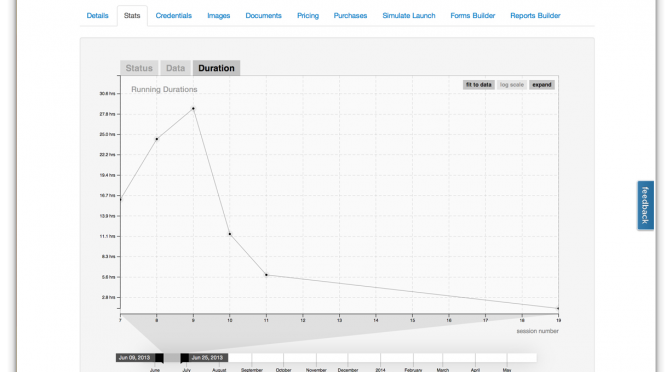 Details Stats Credentials Images Documents Pricing Purchases Simulate Launch Forms Builder Reports Builder
Status Data Duration
Running Durations
fit to data log scale expand
30.6 hrs
27.8 hrs
25.0 hrs
22.2 hrs
19.4 hrs
16.7 hrs
13.9 hrs
11.1 hrs
8.3 hrs
5.6 hrs
2.8 hrs
7 8 9 10 11 12 13 14 15 16 17 18 19
session number
Jun 09, 2013 Jun 25, 2013
June July August September October November December 2014 February March April May
feedback